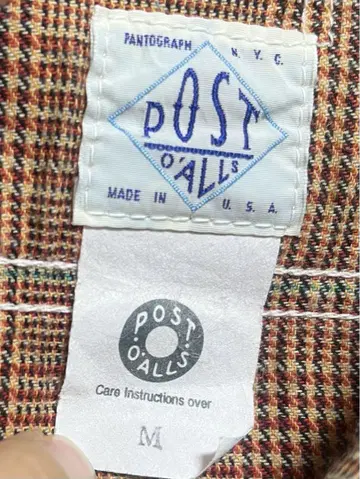 PANTOGRAPH N.Y.C.
POST
O'ALLS
MADE IN U.S.A.
POST
O'ALLS
Care Instructions over
M